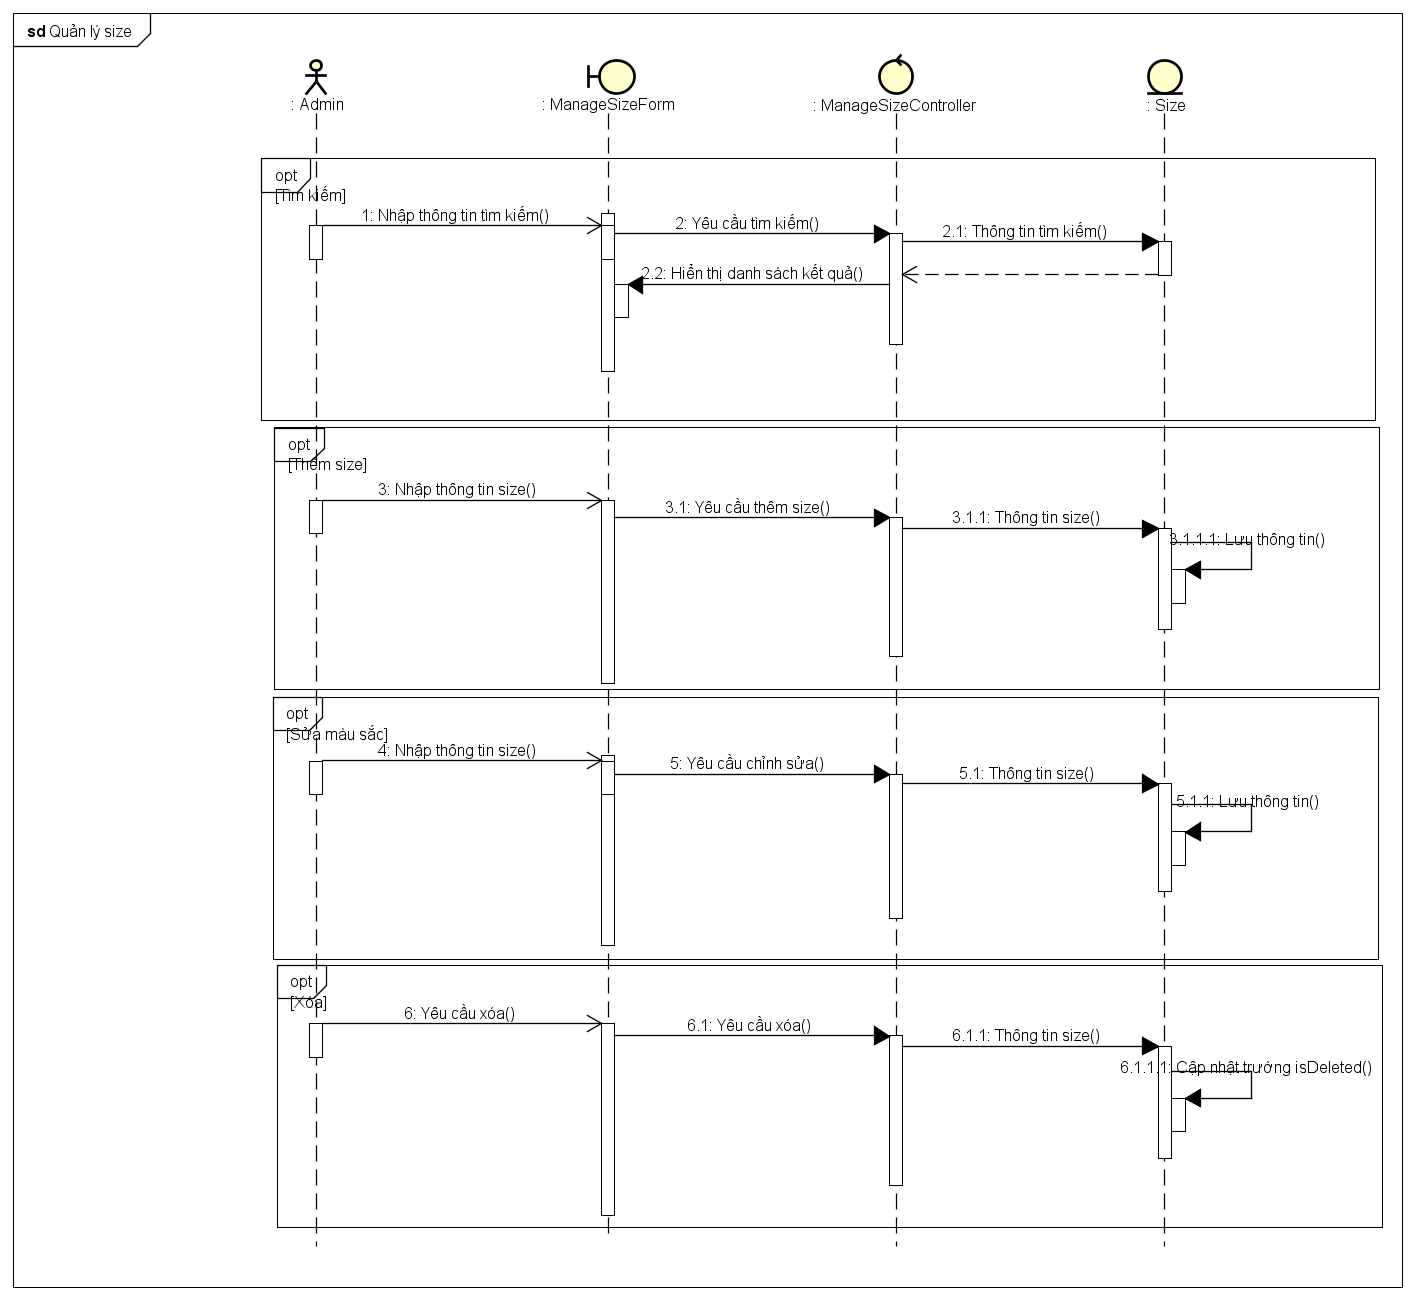 sd Quản lý size
: Admin
: ManageSizeForm
: ManageSizeController
: Size
opt
[Tìm kiếm]
1: Nhập thông tin tìm kiếm()
2: Yêu cầu tìm kiếm()
2.1: Thông tin tìm kiếm()
2.2: Hiển thị danh sách kết quả()
opt
[Thêm size]
3: Nhập thông tin size()
3.1: Yêu cầu thêm size()
3.1.1: Thông tin size()
3.1.1.1: Lưu thông tin()
opt
[Sửa màu sắc]
4: Nhập thông tin size()
5: Yêu cầu chỉnh sửa()
5.1: Thông tin size()
5.1.1: Lưu thông tin()
opt
[Xóa]
6: Yêu cầu xóa()
6.1: Yêu cầu xóa()
6.1.1: Thông tin size()
6.1.1.1: Cập nhật trường isDeleted()